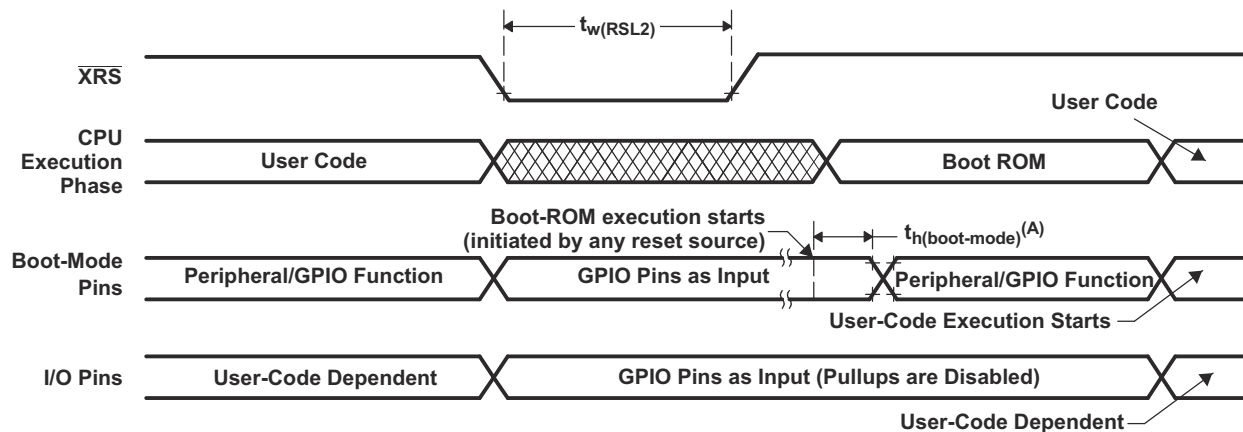 t_w(RSL2)
XRS
User Code
CPU
Execution
Phase
User Code
Boot ROM
Boot-ROM execution starts
(initiated by any reset source)
t_h(boot-mode)^(A)
Boot-Mode
Pins
Peripheral/GPIO Function
GPIO Pins as Input
Peripheral/GPIO Function
User-Code Execution Starts
I/O Pins
User-Code Dependent
GPIO Pins as Input (Pullups are Disabled)
User-Code Dependent